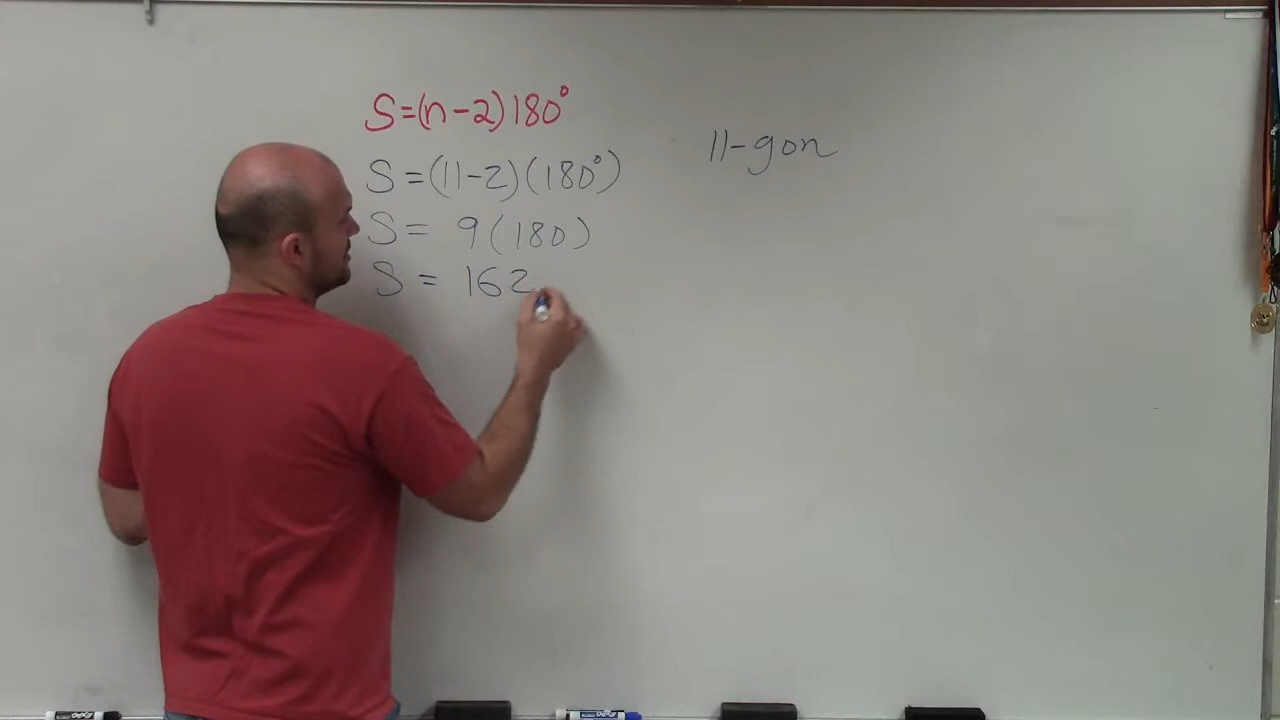 S=(n-2)180°
11-gon
S=(11-2)(180°)
S= 9(180)
S= 162